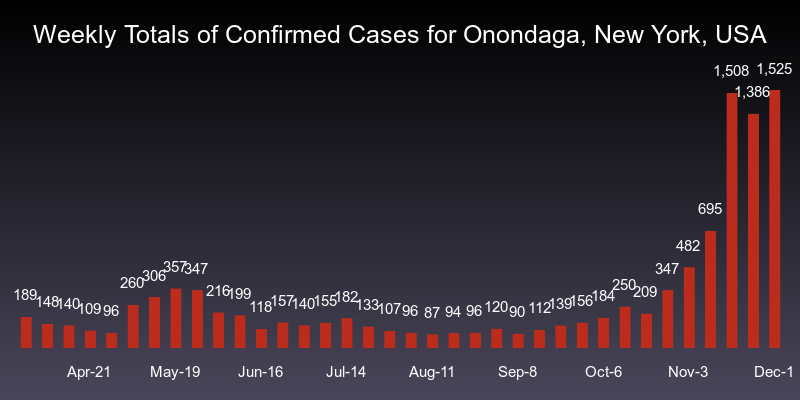 Weekly Totals of Confirmed Cases for Onondaga, New York, USA
189 148 140 109 96 260 306 357 347 216 199 118 157 140 155 182 133 107 96 87 94 96 120 90 112 139 156 184 250 209 347 482 695 1,508 1,386 1,525
Apr-21 May-19 Jun-16 Jul-14 Aug-11 Sep-8 Oct-6 Nov-3 Dec-1